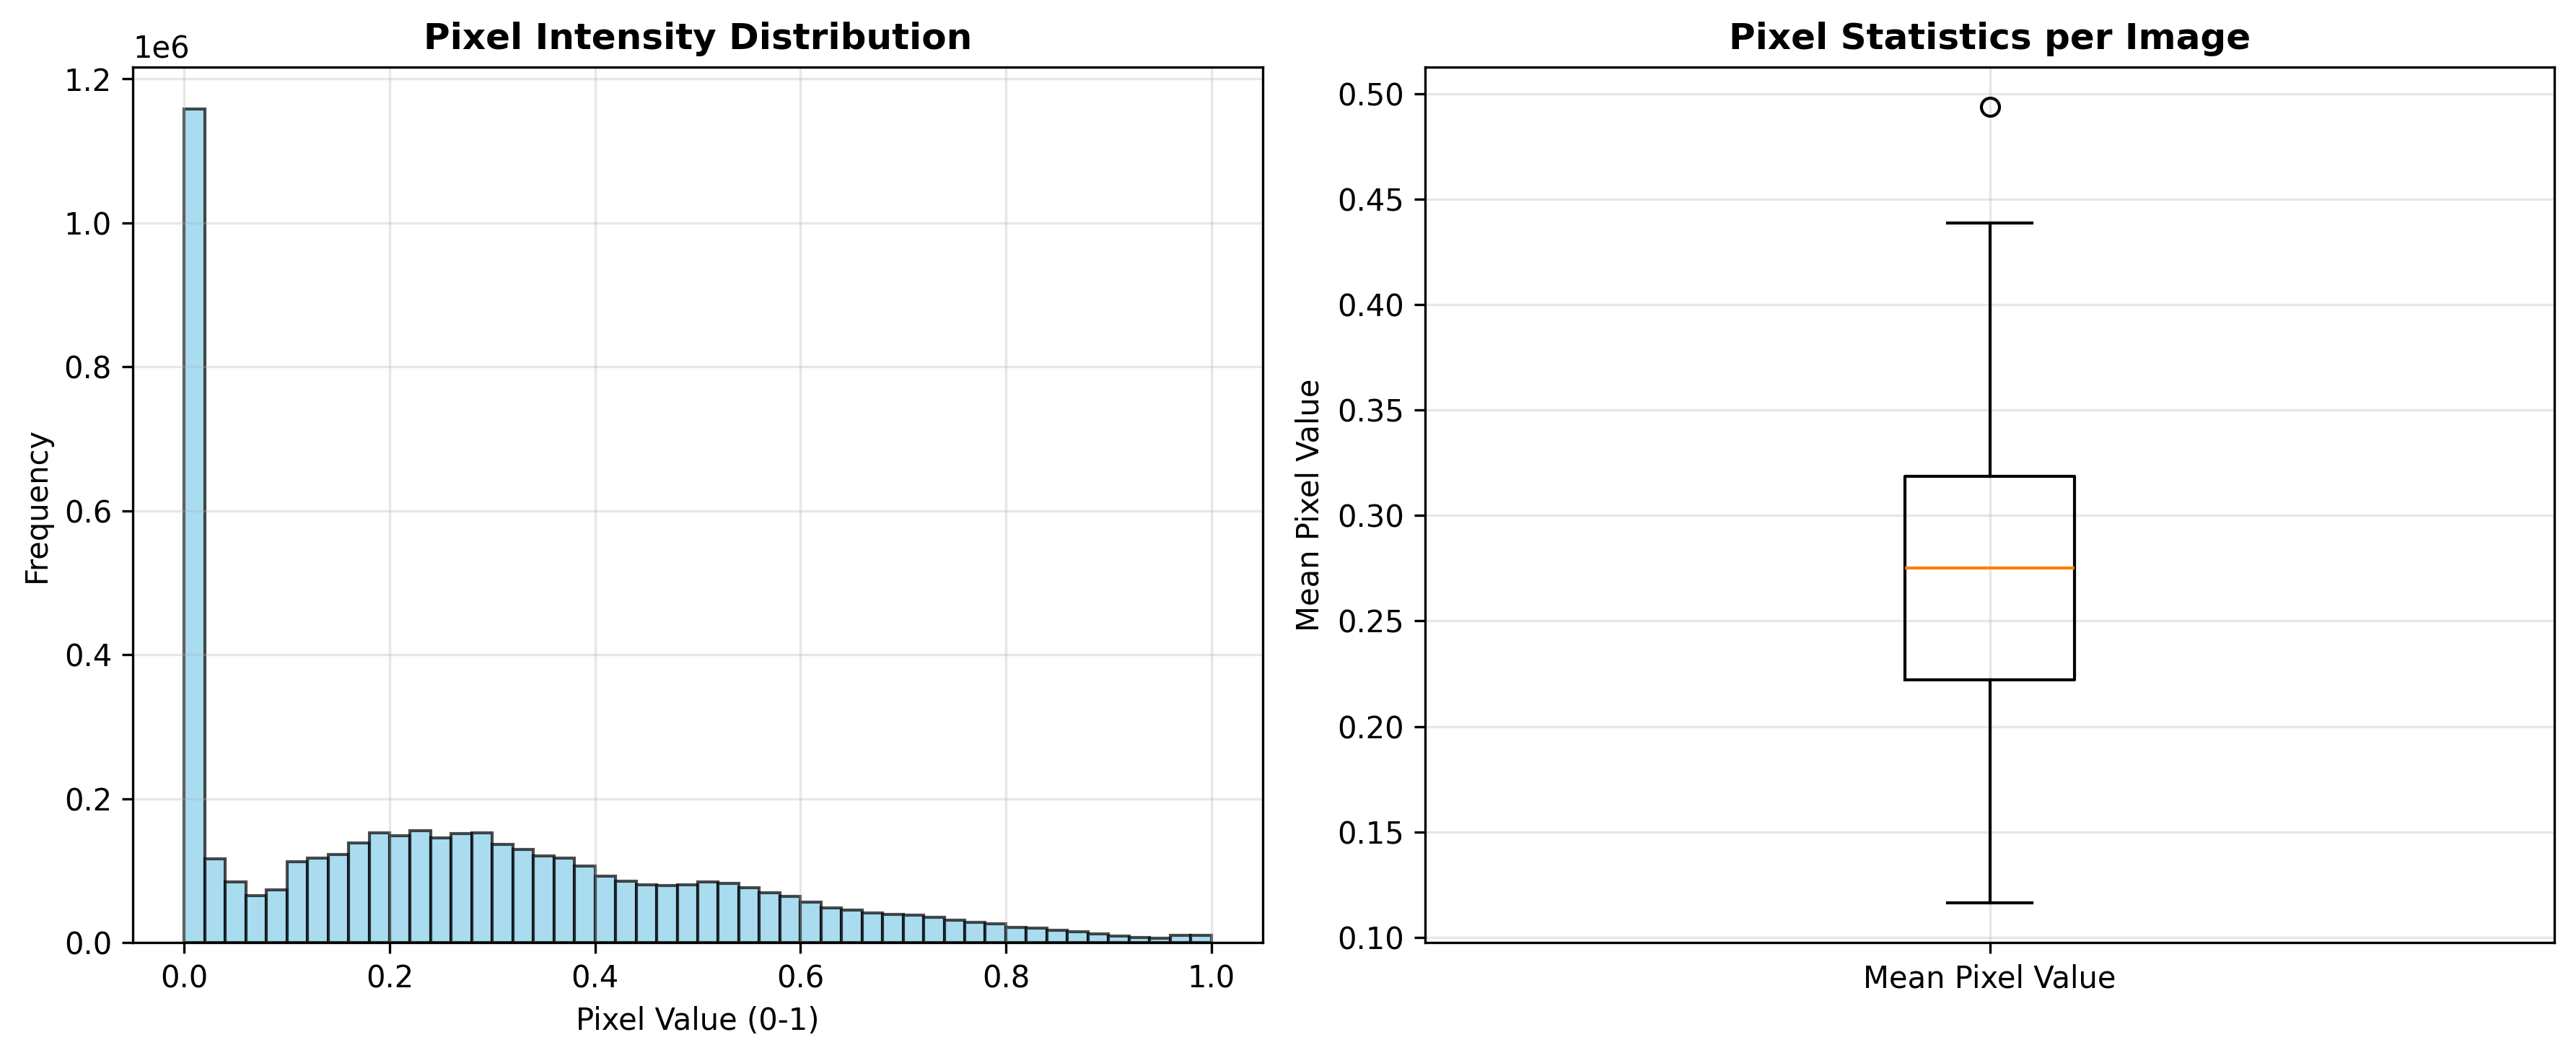 Pixel Intensity Distribution
1e6
1.2
1.0
0.8
0.6
0.4
0.2
0.0
Frequency
0.0 0.2 0.4 0.6 0.8 1.0
Pixel Value (0-1)
Pixel Statistics per Image
0.50
0.45
0.40
0.35
0.30
0.25
0.20
0.15
0.10
Mean Pixel Value
Mean Pixel Value